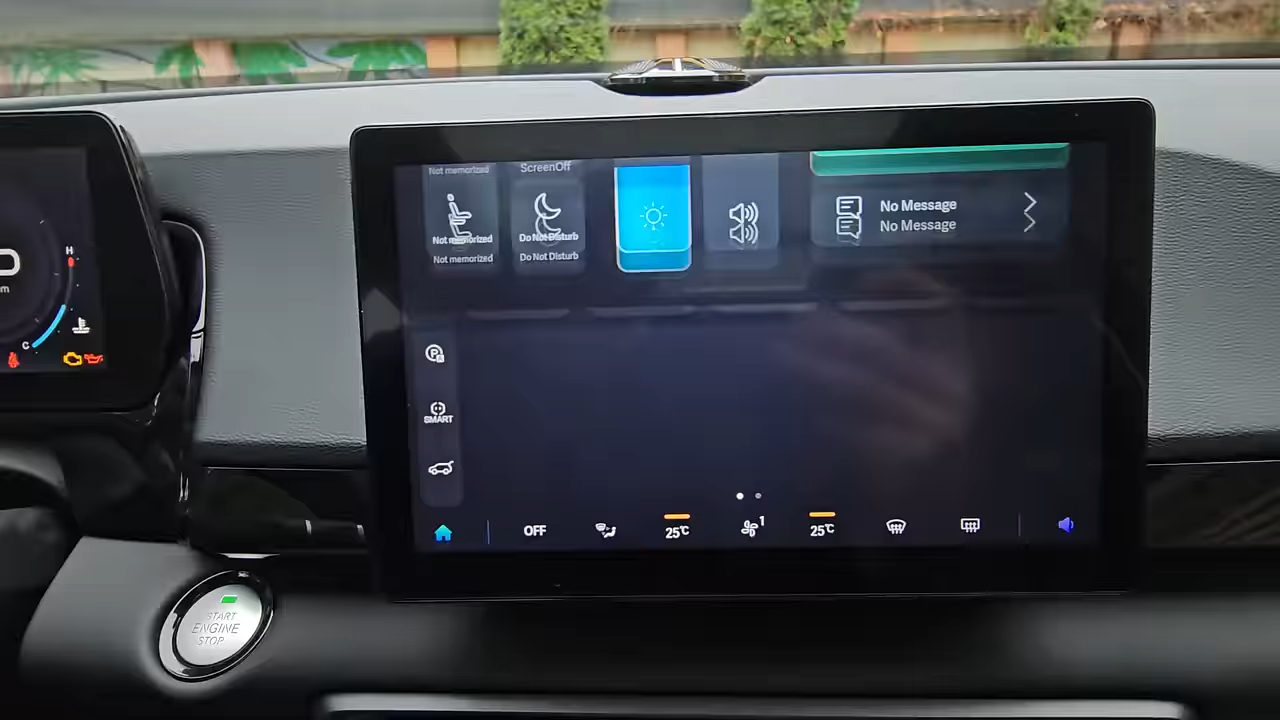 Not memorized
ScreenOff
Not memorized
Do Not Disturb
Not memorized
Do Not Disturb
No Message
No Message
H
C
m
P
A
SMART
OFF
25℃
1
25℃
START
ENGINE
STOP